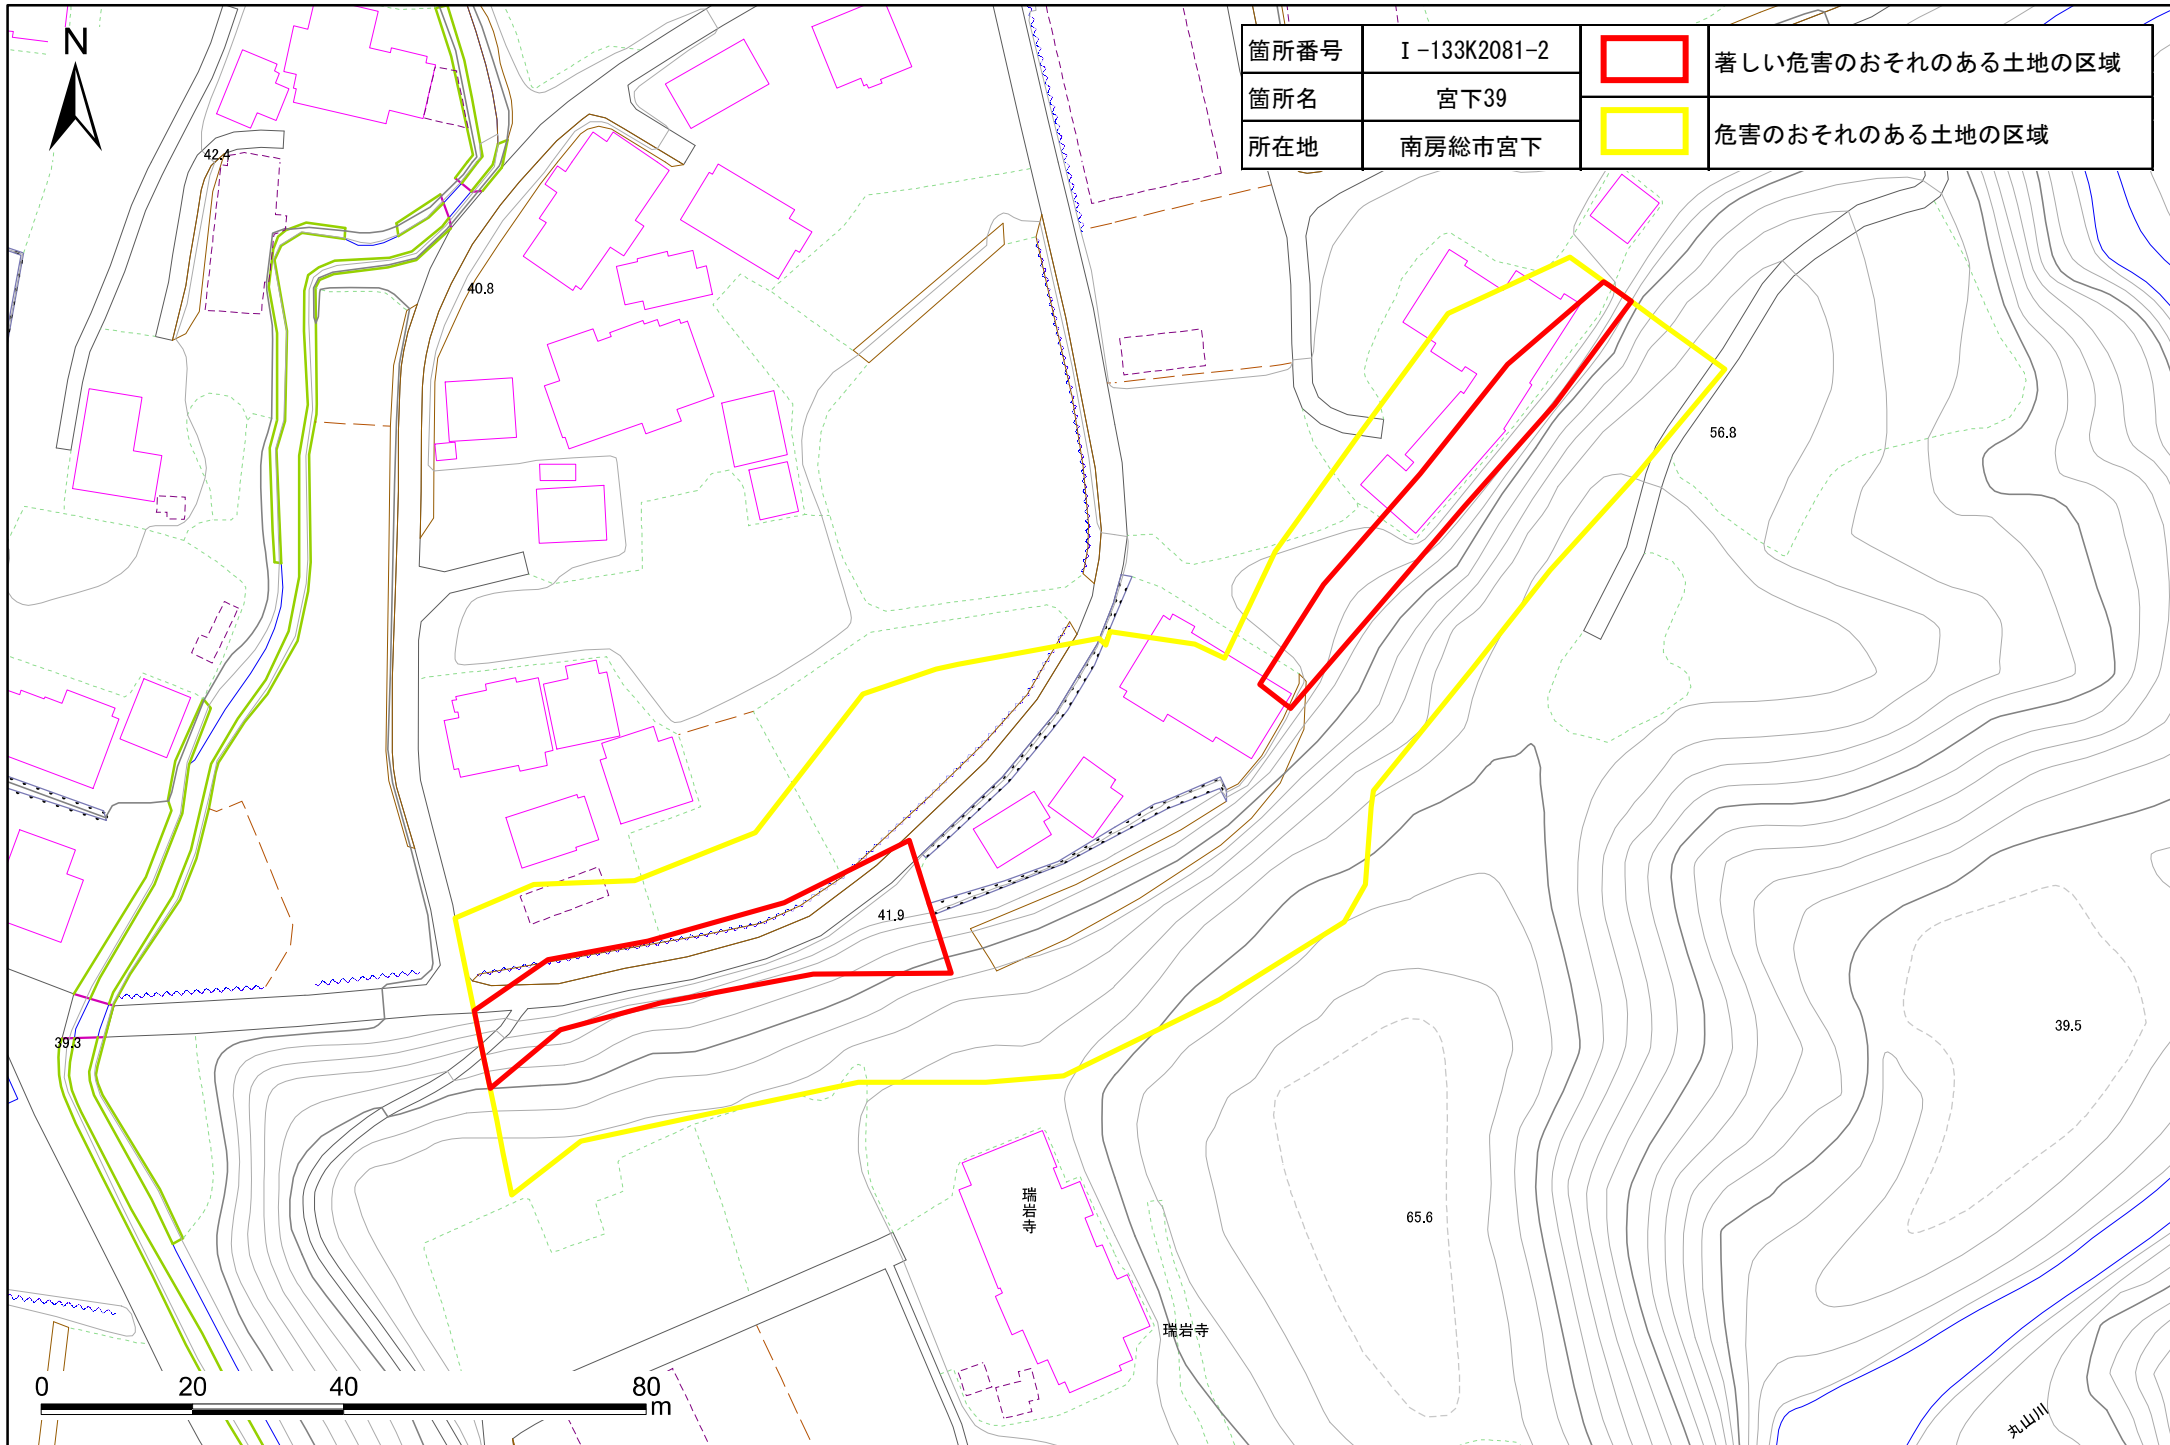 N
箇所番号 Ⅰ-133K2081-2
箇所名 宮下39
所在地 南房総市宮下
著しい危害のおそれのある土地の区域
危害のおそれのある土地の区域
42.4
40.8
56.8
41.9
39.3
39.5
65.6
瑞岩寺
瑞岩寺
丸山川
0 20 40 80
m